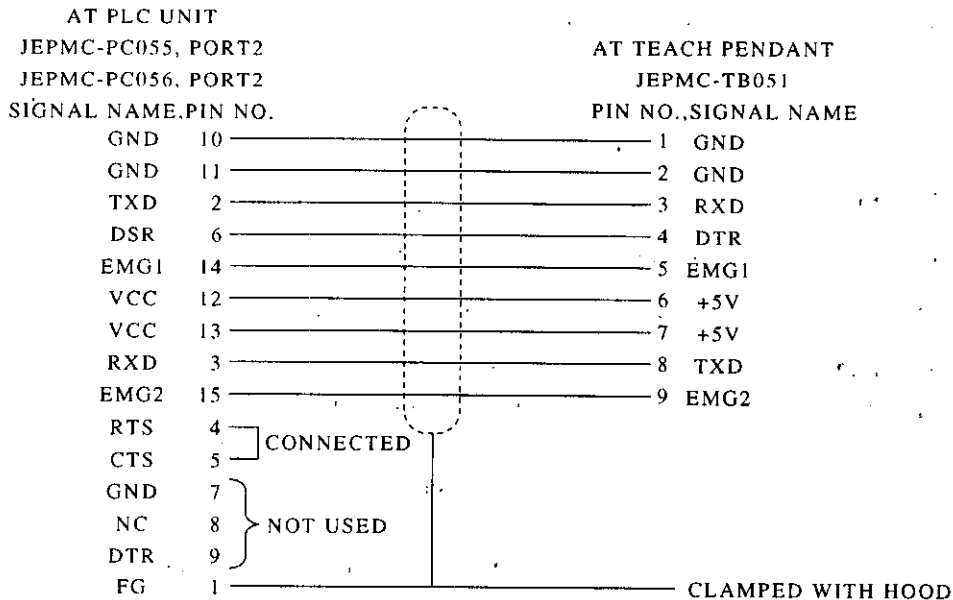 AT PLC UNIT
JEPMC-PC055, PORT2
JEPMC-PC056, PORT2
SIGNAL NAME, PIN NO.
AT TEACH PENDANT
JEPMC-TB051
PIN NO., SIGNAL NAME
GND 10 1 GND
GND 11 2 GND
TXD 2 3 RXD
DSR 6 4 DTR
EMG1 14 5 EMG1
VCC 12 6 +5V
VCC 13 7 +5V
RXD 3 8 TXD
EMG2 15 9 EMG2
RTS 4
CONNECTED
CTS 5
GND 7
NC 8 NOT USED
DTR 9
FG 1 CLAMPED WITH HOOD